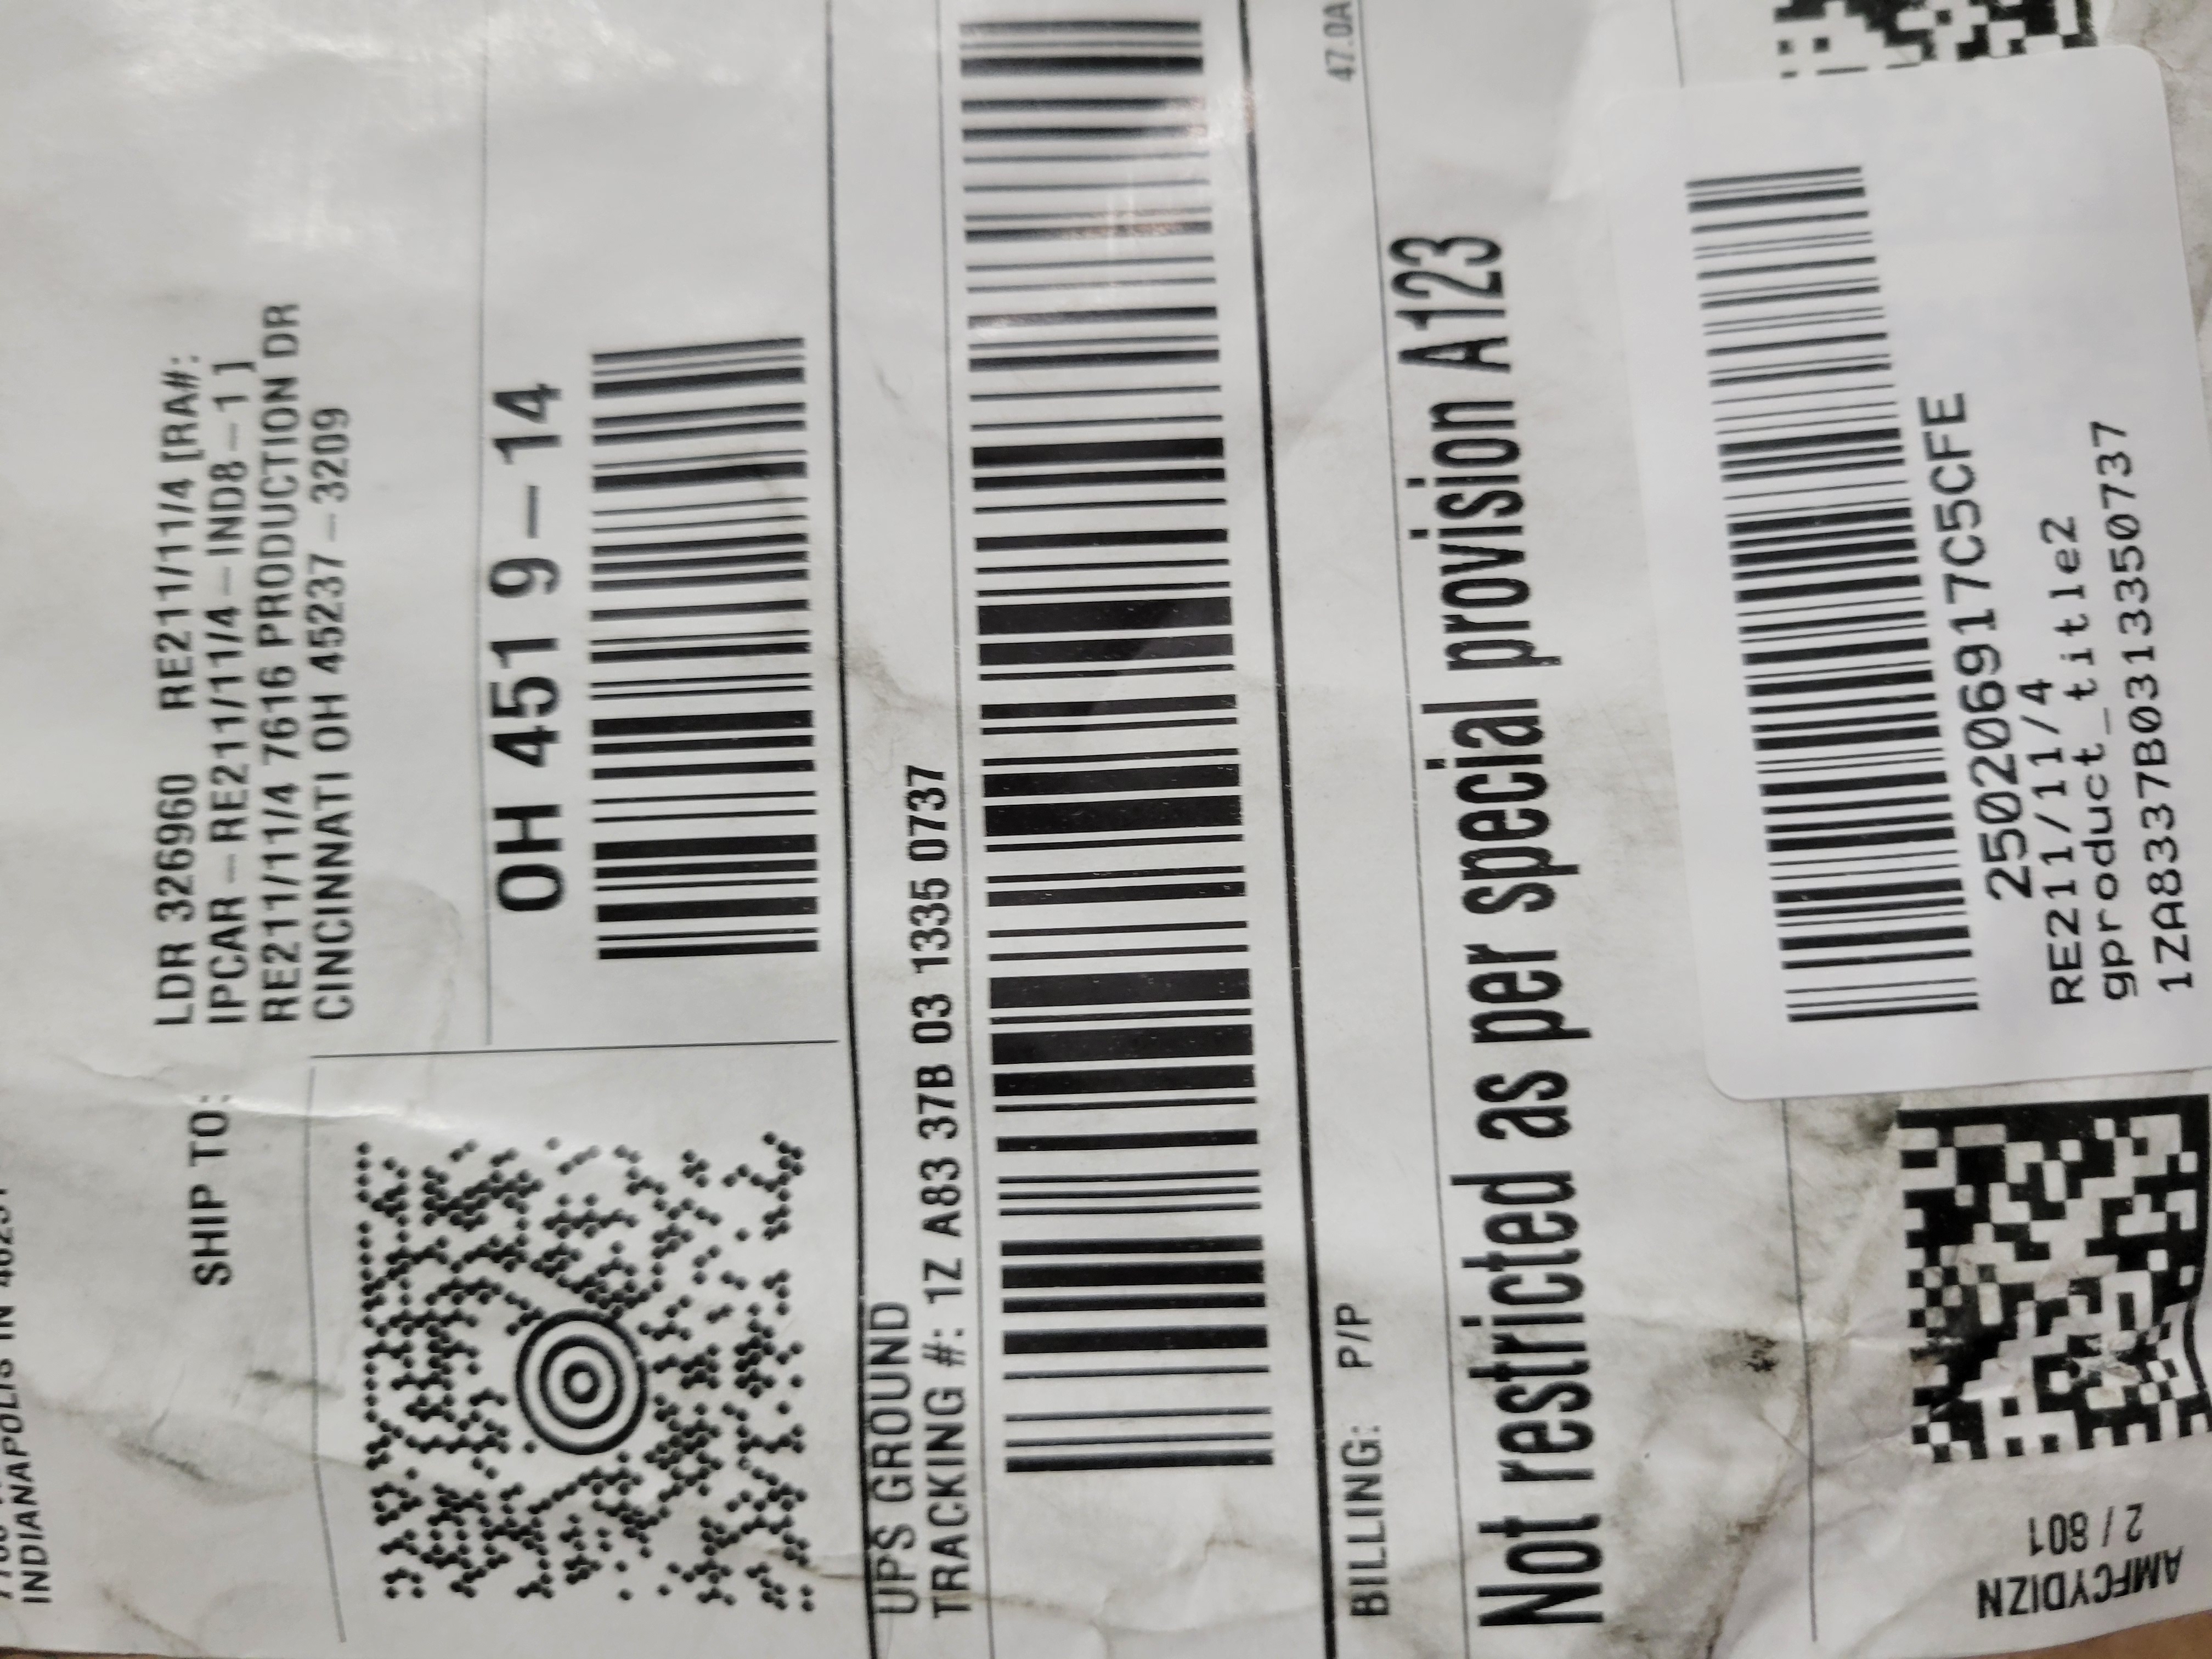 INDIANAPOLIS IN
SHIP TO:
LDR 326960 RE211/11/4 [RA#:
IPCAR-RE211/11/4-IND8-1 ]
RE211/11/4 7616 PRODUCTION DR
CINCINNATI OH 45237-3209
OH 451 9-14
UPS GROUND
TRACKING #: 1Z A83 37B 03 1335 0737
BILLING: P/P
47.0A
Not restricted as per special provision A123
250206917C5CFE
RE211/11/4
gproduct_title2
1ZA8337B0313350737
AMFCYDIZN
2/801